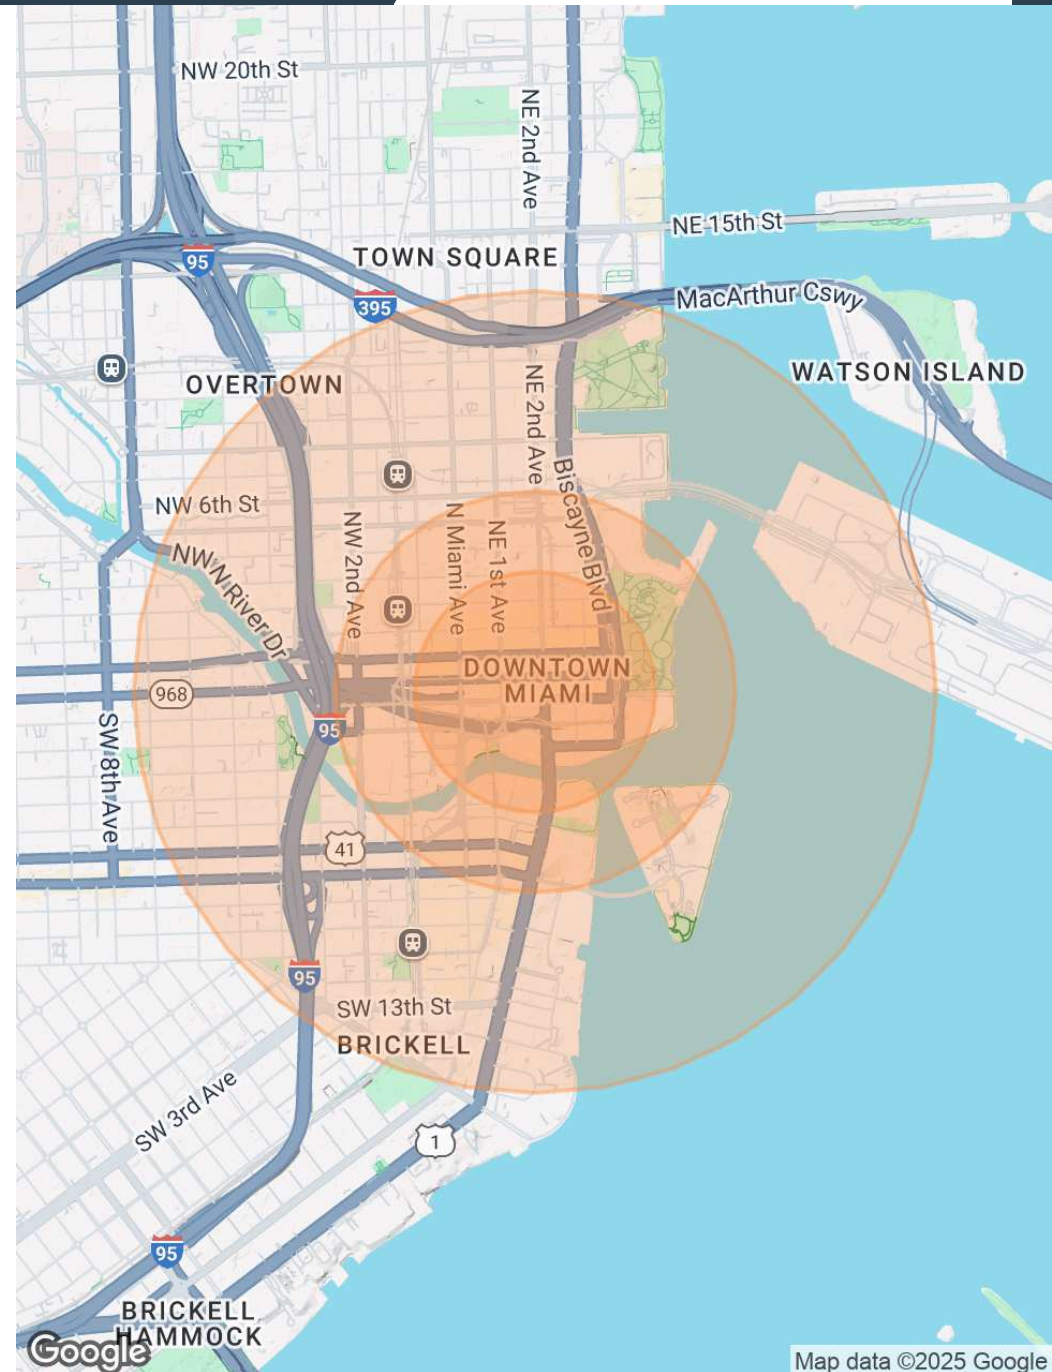 NW 20th St
NE 2nd Ave
NE 15th St
TOWN SQUARE
95
395
MacArthur Cswy
WATSON ISLAND
OVERTOWN
NE 2nd Ave
Biscayne Blvd
NW 6th St
N Miami Ave
NW 2nd Ave
NE 1st Ave
NW N River Dr
DOWNTOWN
MIAMI
968
95
SW 8th Ave
41
95
SW 13th St
BRICKELL
SW 3rd Ave
1
95
BRICKELL
HAMMOCK
Google
Map data ©2025 Google